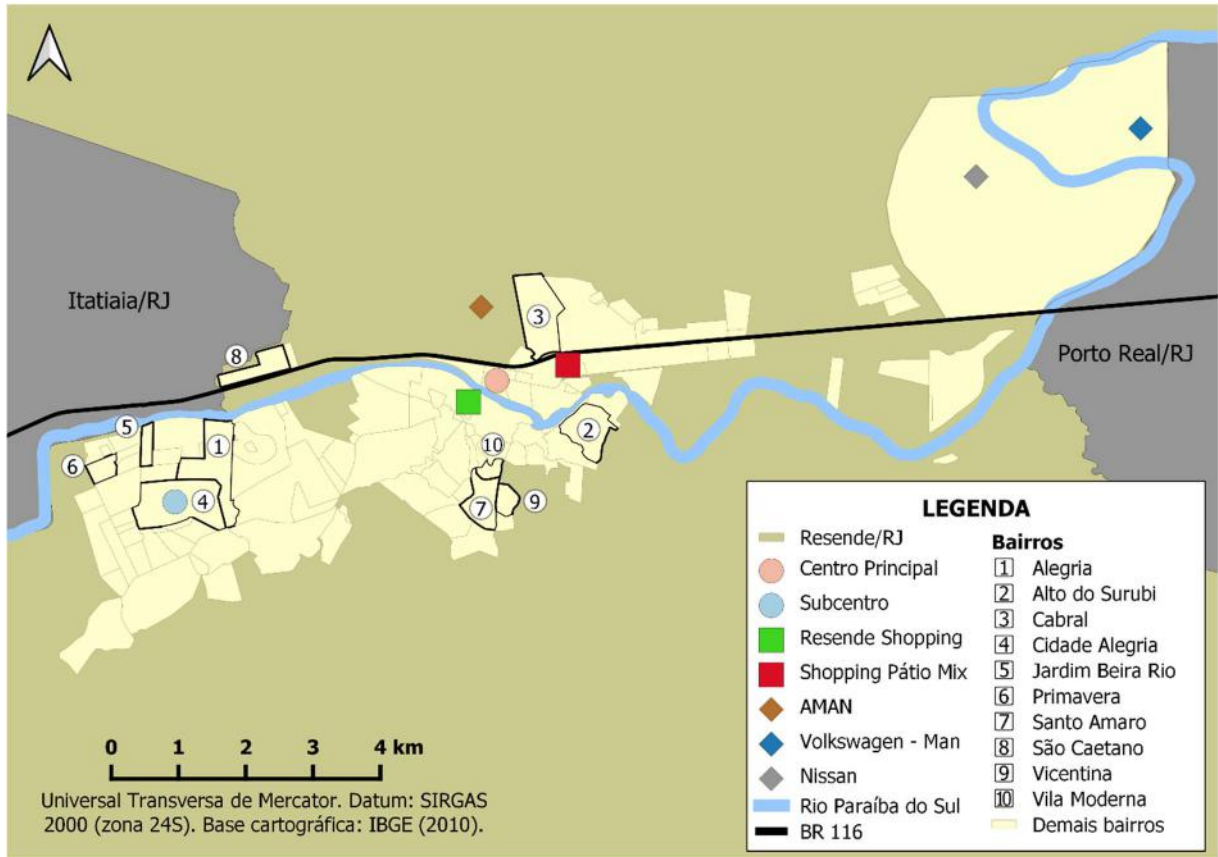 Itatiaia/RJ
8
3
Porto Real/RJ
5
1
6
2
10
4
7
9
0 1 2 3 4 km
Universal Transversa de Mercator. Datum: SIRGAS
2000 (zona 24S). Base cartográfica: IBGE (2010).
LEGENDA
Resende/RJ
Centro Principal
Subcentro
Resende Shopping
Shopping Pátio Mix
AMAN
Volkswagen - Man
Nissan
Rio Paraíba do Sul
BR 116
Bairros
1 Alegria
2 Alto do Surubi
3 Cabral
4 Cidade Alegria
5 Jardim Beira Rio
6 Primavera
7 Santo Amaro
8 São Caetano
9 Vicentina
10 Vila Moderna
Demais bairros